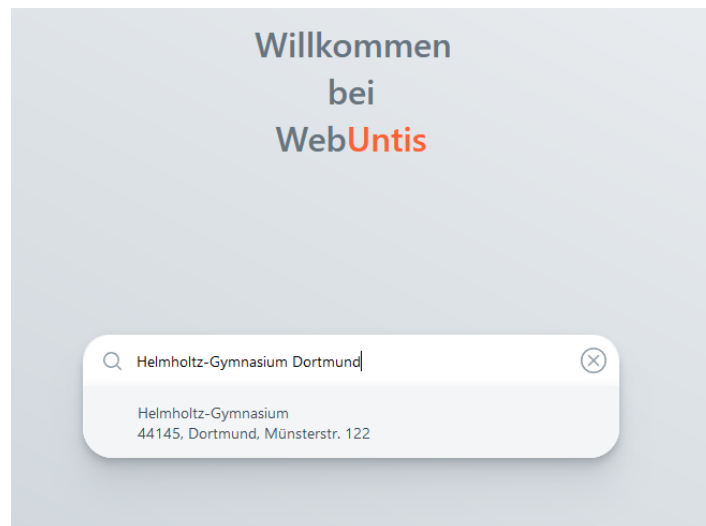 Willkommen
bei
WebUntis
Helmholtz-Gymnasium Dortmund
Helmholtz-Gymnasium
44145, Dortmund, Münsterstr. 122